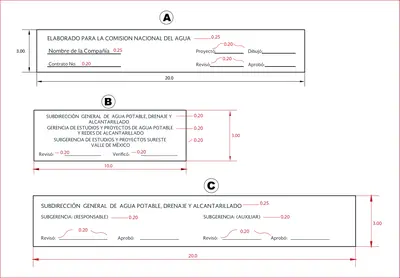 A
ELABORADO PARA LA COMISION NACIONAL DEL AGUA 0.25
3.00
Nombre de la Compañía 0.25
0.20
Proyectó: Dibujó:
Contrato No. 0.20
0.20
Revisó: Aprobó:
20.0
B
SUBDIRECCIÓN GENERAL DE AGUA POTABLE, DRENAJE Y
ALCANTARILLADO
0.20
GERENCIA DE ESTUDIOS Y PROYECTOS DE AGUA POTABLE
Y REDES DE ALCANTARILLADO
0.20
3.00
SUBGERENCIA DE ESTUDIOS Y PROYECTOS SURESTE
VALLE DE MÉXICO
0.20
Revisó: 0.20 Verificó: 0.20
10.0
C
SUBDIRECCIÓN GENERAL DE AGUA POTABLE, DRENAJE Y ALCANTARILLADO 0.25
SUBGERENCIA: (RESPONSABLE) 0.20 SUBGERENCIA: (AUXILIAR) 0.20
3.00
0.20 0.20
Revisó: Aprobó: Revisó: Aprobó:
20.0